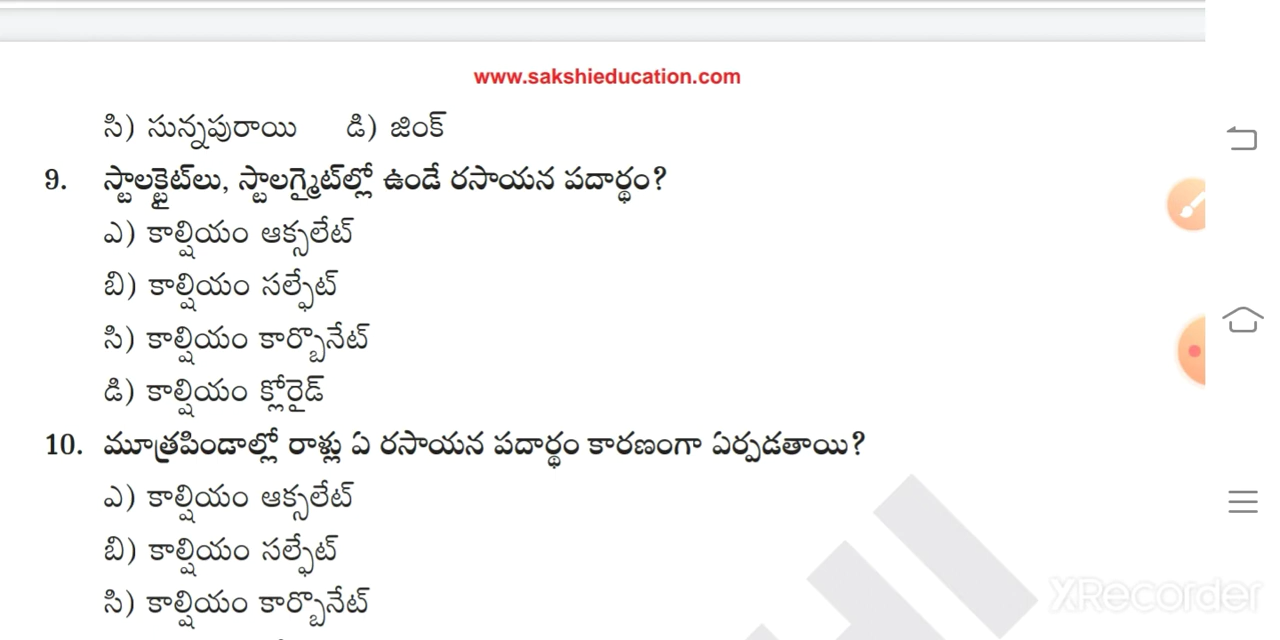 www.sakshieducation.com
సి) సున్నపురాయి డి) జింక్
9. స్టాలక్టైట్‌లు, స్టాలగ్మైట్‌ల్లో ఉండే రసాయన పదార్థం?
ఎ) కాల్షియం ఆక్సలేట్
బి) కాల్షియం సల్ఫేట్
సి) కాల్షియం కార్బొనేట్
డి) కాల్షియం క్లోరైడ్
10. మూత్రపిండాల్లో రాళ్లు ఏ రసాయన పదార్థం కారణంగా ఏర్పడతాయి?
ఎ) కాల్షియం ఆక్సలేట్
బి) కాల్షియం సల్ఫేట్
సి) కాల్షియం కార్బొనేట్
XRecorder